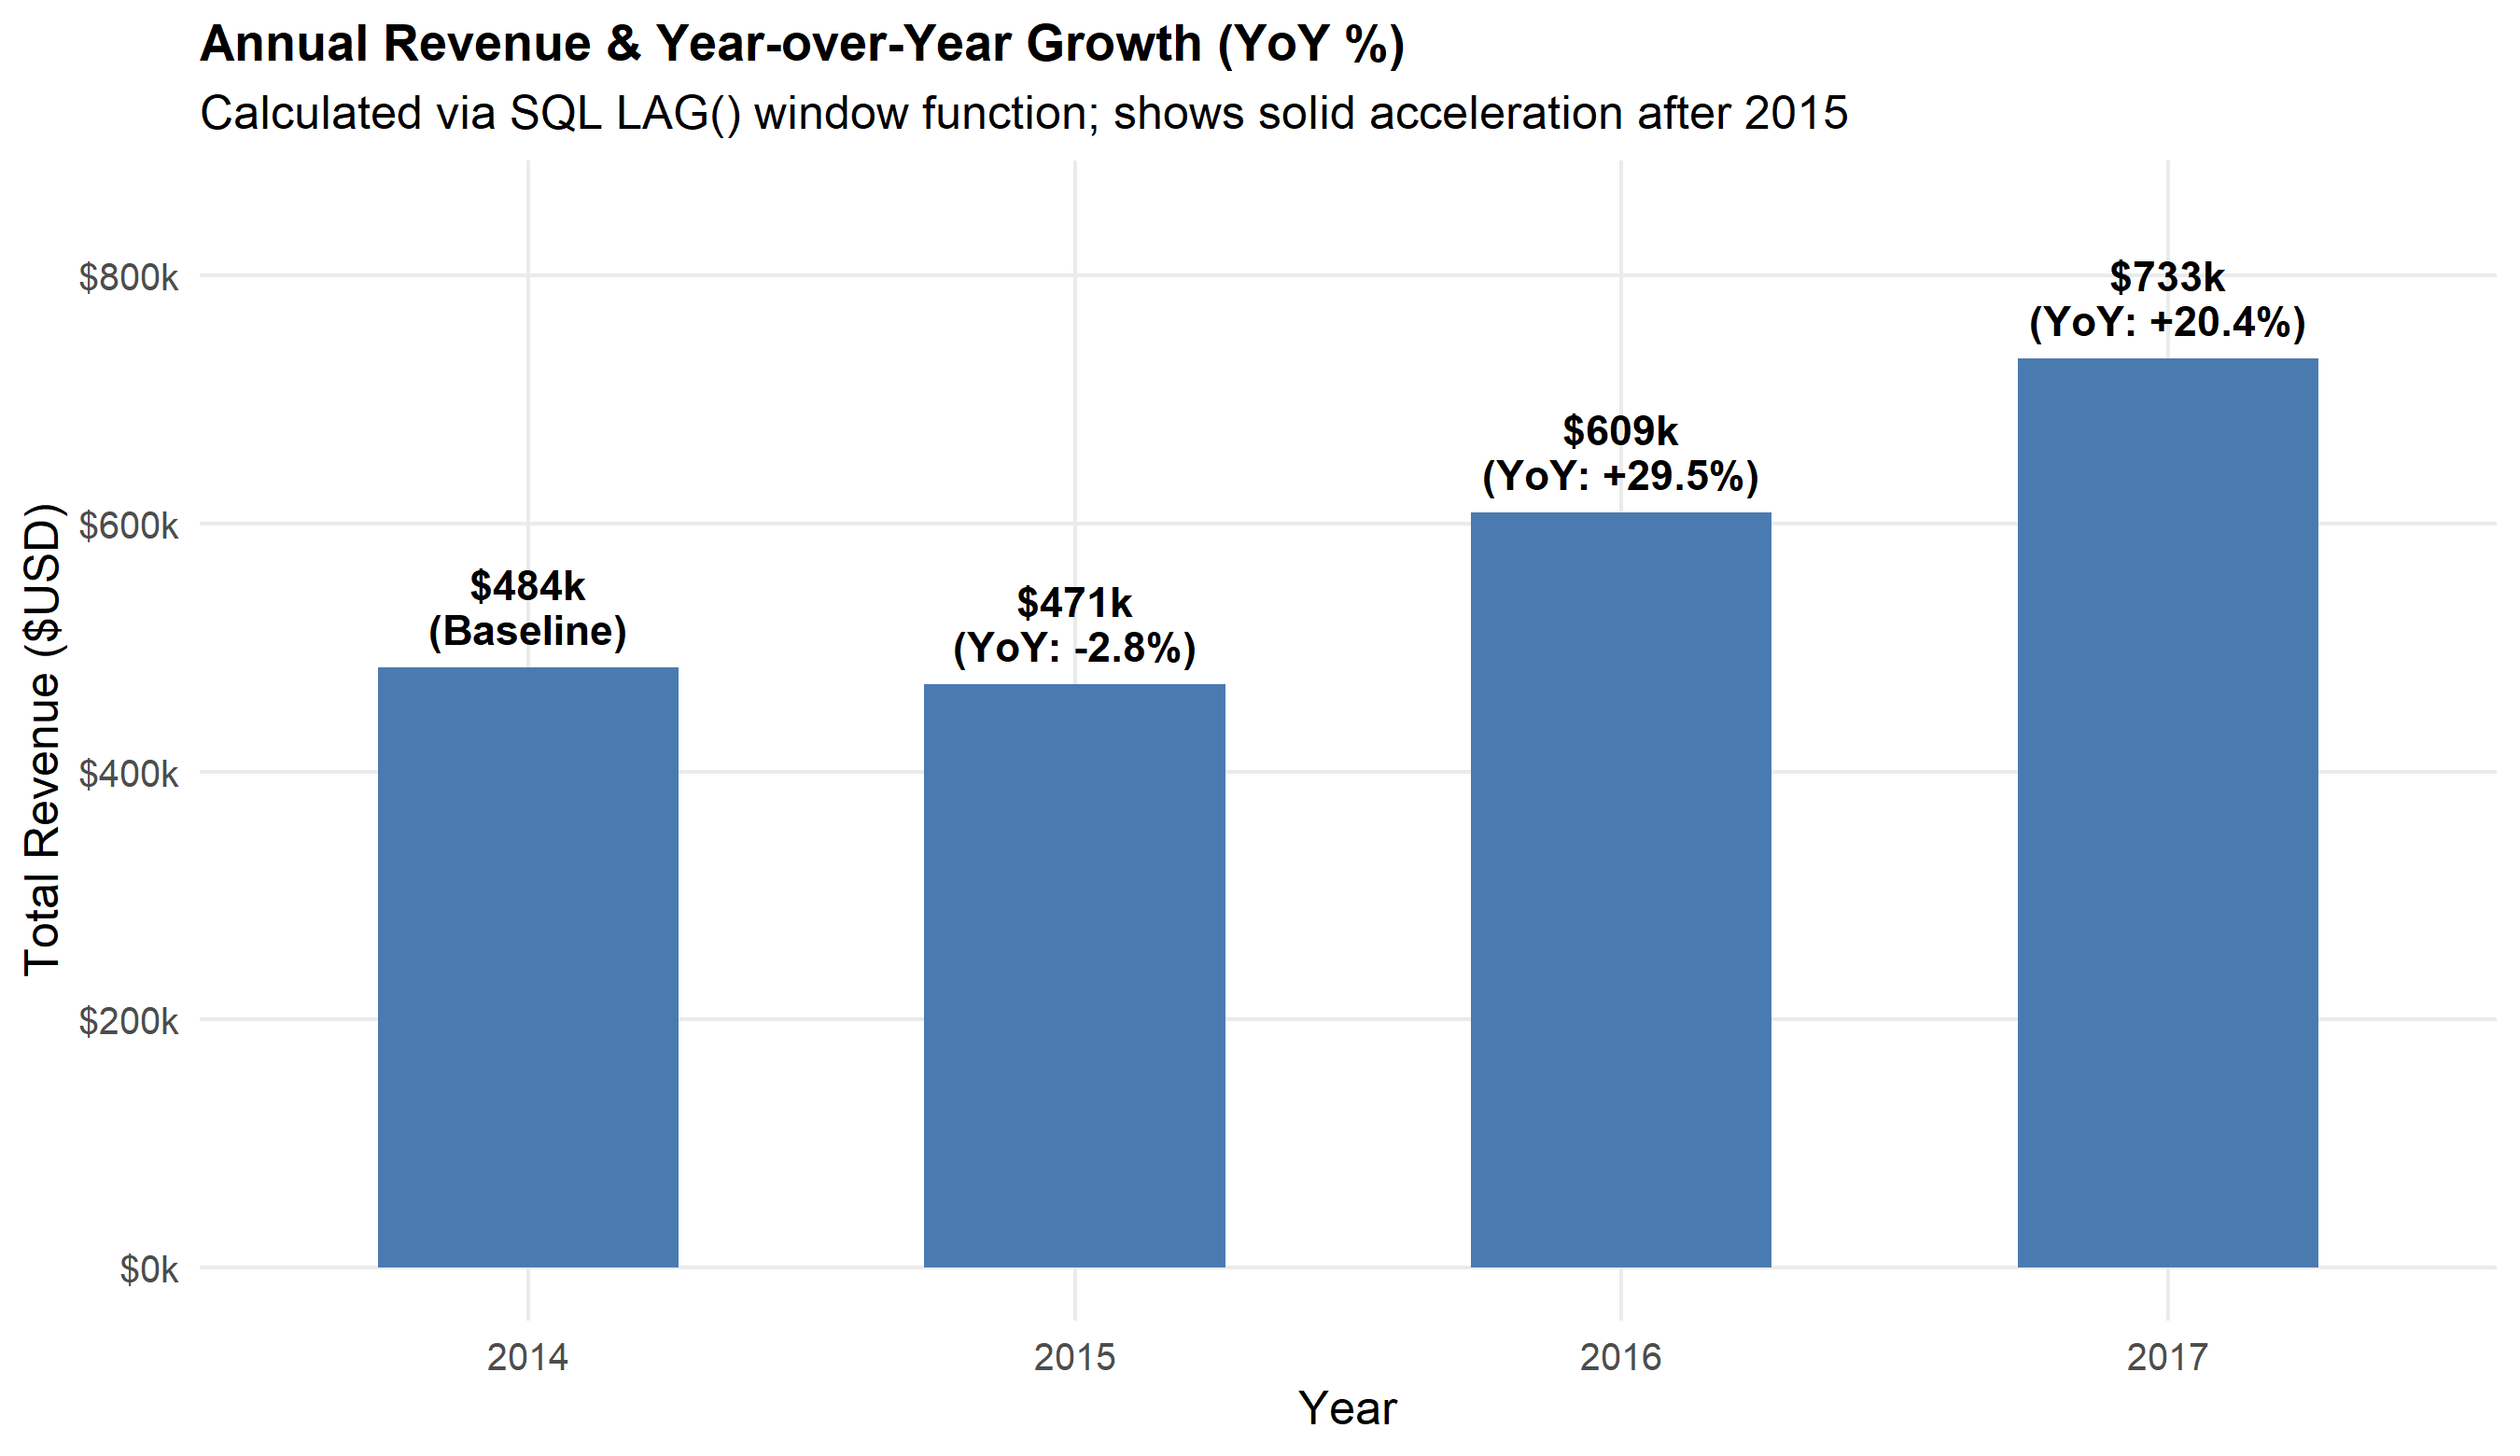 Annual Revenue & Year-over-Year Growth (YoY %)
Calculated via SQL LAG() window function; shows solid acceleration after 2015
Total Revenue ($USD)
$800k
$600k
$400k
$200k
$0k
$484k
(Baseline)
$471k
(YoY: -2.8%)
$609k
(YoY: +29.5%)
$733k
(YoY: +20.4%)
2014
2015
2016
2017
Year